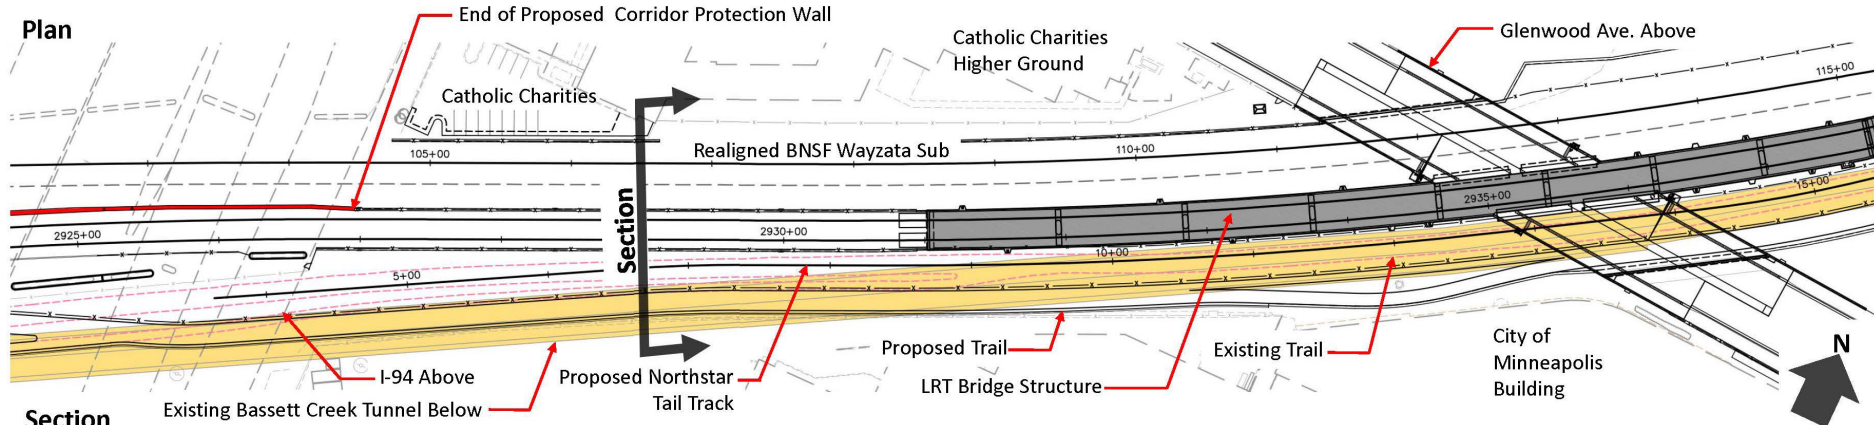 Plan
End of Proposed Corridor Protection Wall
Catholic Charities
Higher Ground
Glenwood Ave. Above
115+00
Catholic Charities
105+00
Realigned BNSF Wayzata Sub
110+00
Section
2925+00
2930+00
2935+00
15+00
5+00
10+00
I-94 Above
Existing Bassett Creek Tunnel Below
Proposed Northstar
Tail Track
Proposed Trail
LRT Bridge Structure
Existing Trail
City of
Minneapolis
Building
N
Section